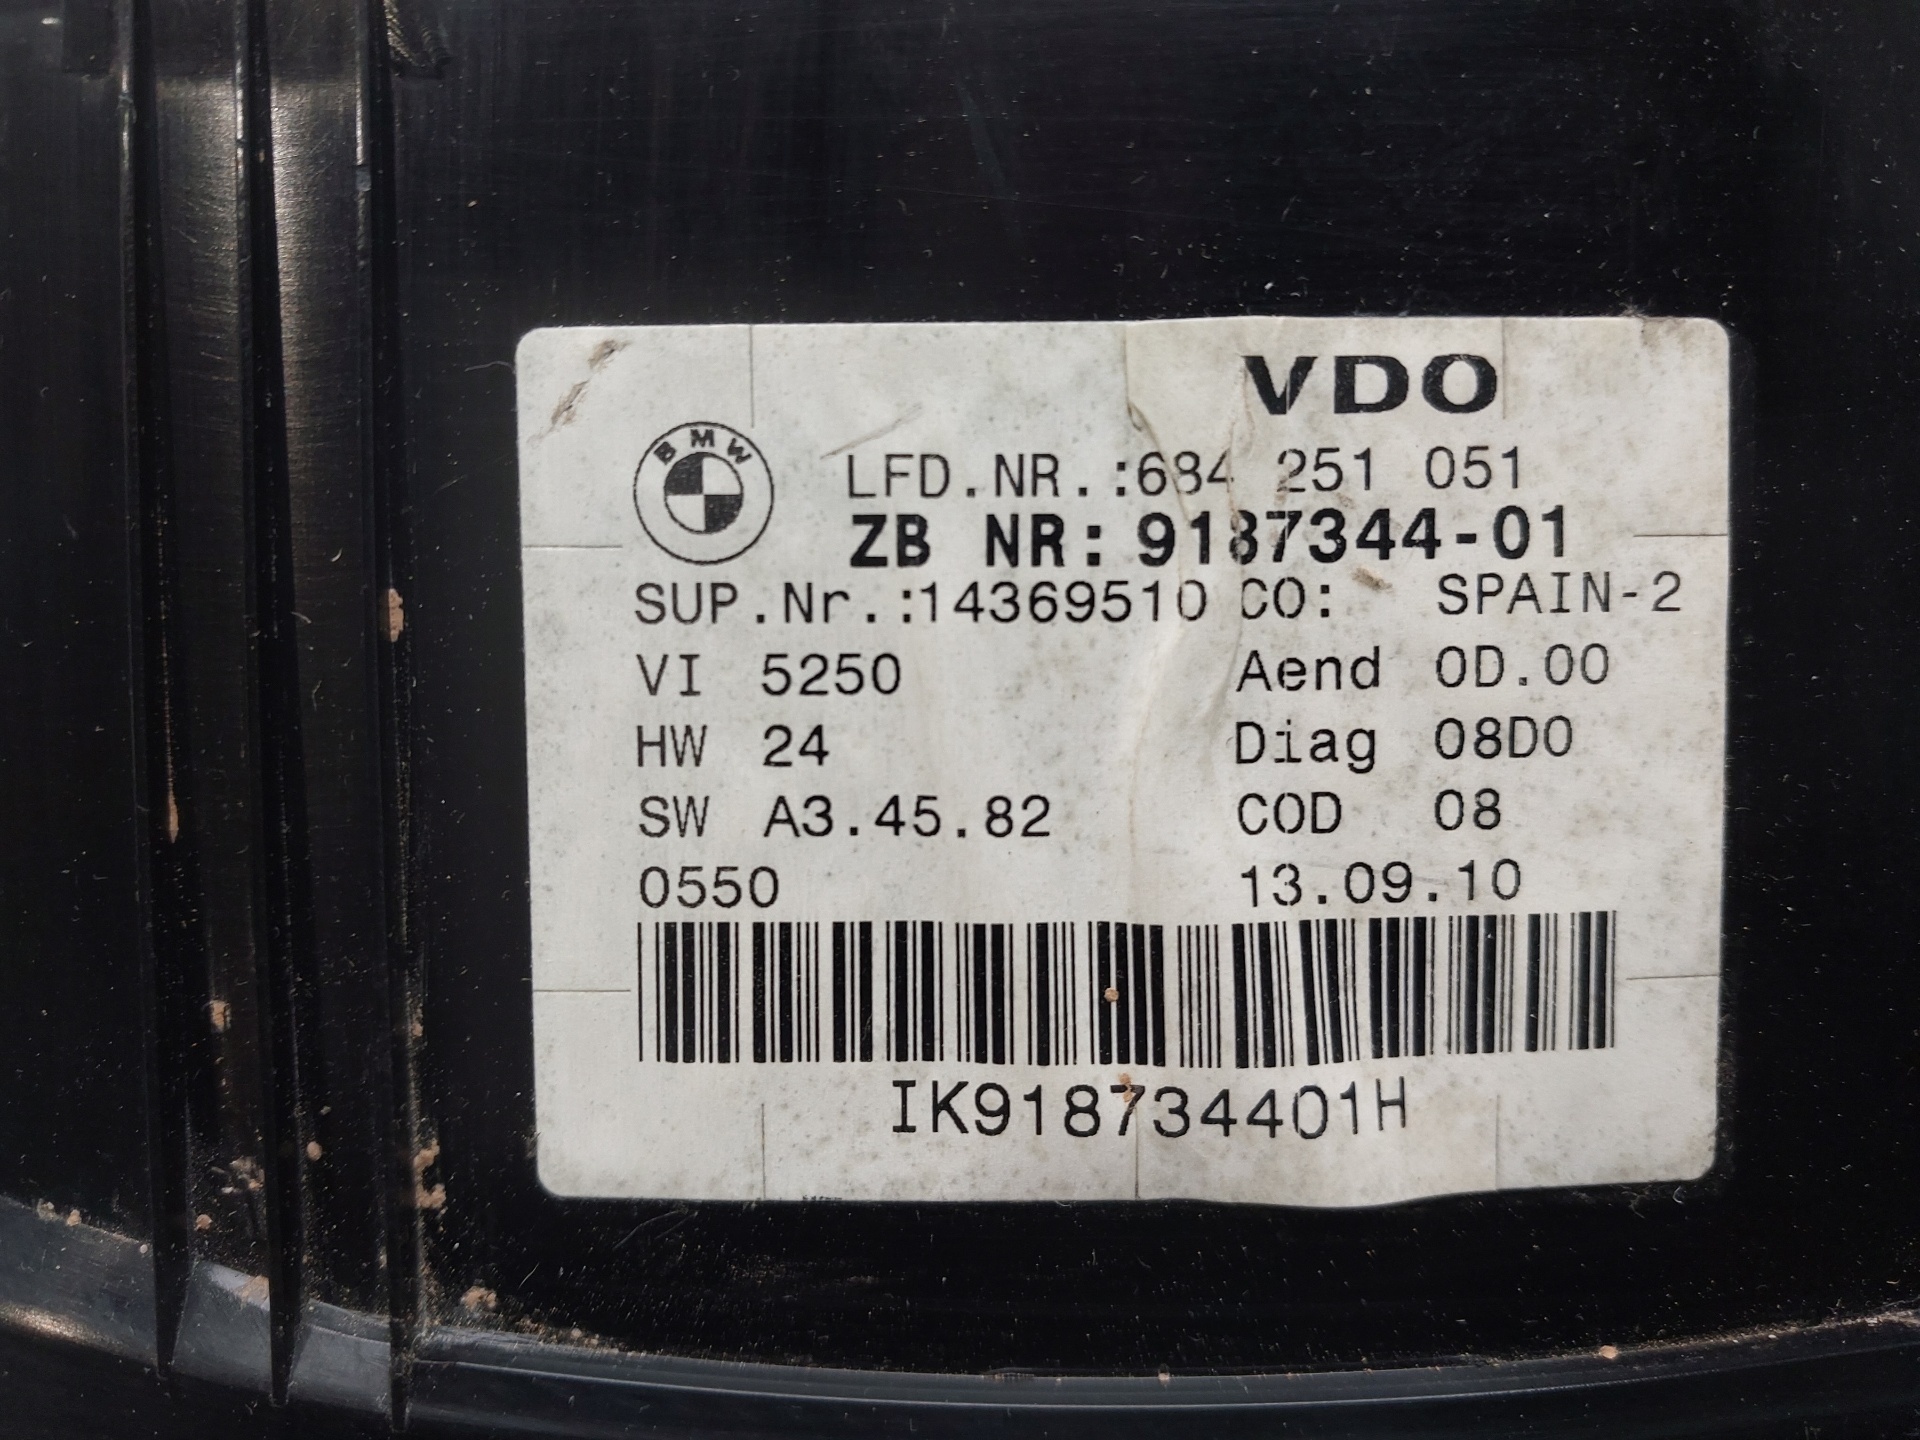 VDO
BMW
LFD.NR.:684 251 051
ZB NR: 9187344-01
SUP.Nr.:14369510 CO: SPAIN-2
VI 5250 Aend 0D.00
HW 24 Diag 08D0
SW A3.45.82 COD 08
0550 13.09.10
IK918734401H